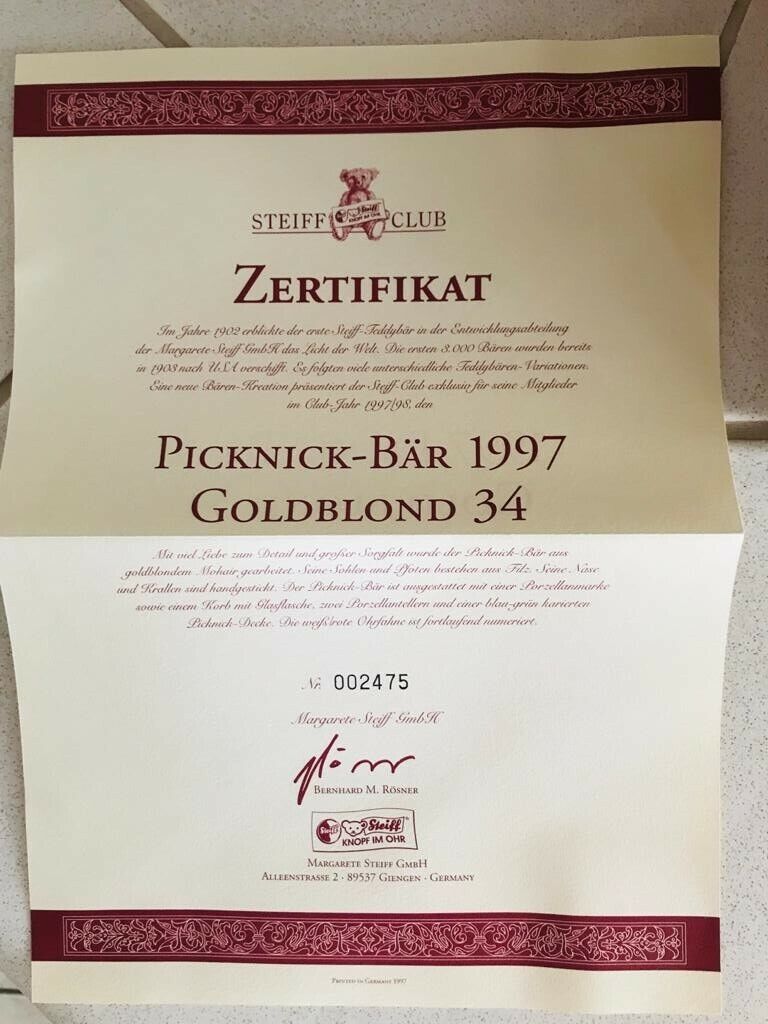 STEIFF CLUB
Steiff
KNOPF IM OHR
ZERTIFIKAT
Im Jahre 1902 erblickte der erste Steiff-Teddybär in der Entwicklungsabteilung
der Margarete Steiff GmbH das Licht der Welt. Die ersten 3.000 Bären wurden bereits
in 1903 nach USA verschifft. Es folgten viele unterschiedliche Teddybären-Variationen.
Eine neue Bären-Kreation präsentiert der Steiff-Club exklusiv für seine Mitglieder
im Club-Jahr 1997/98, den
PICKNICK-BÄR 1997
GOLDBLOND 34
Mit viel Liebe zum Detail und großer Sorgfalt wurde der Picknick-Bär aus
goldblondem Mohair gearbeitet. Seine Sohlen und Pfoten bestehen aus Filz. Seine Nase
und Krallen sind handgestickt. Der Picknick-Bär ist ausgestattet mit einer Porzellanmarke
sowie einem Korb mit Glasflasche, zwei Porzellantellern und einer blau-grün karierten
Picknick-Decke. Die weiß/rote Ohrfahne ist fortlaufend numeriert.
Nr. 002475
Margarete Steiff GmbH
BERNHARD M. RÖSNER
Steiff Steiff
KNOPF IM OHR
MARGARETE STEIFF GMBH
ALLEENSTRASSE 2 · 89537 GIENGEN · GERMANY
PRINTED IN GERMANY 1997